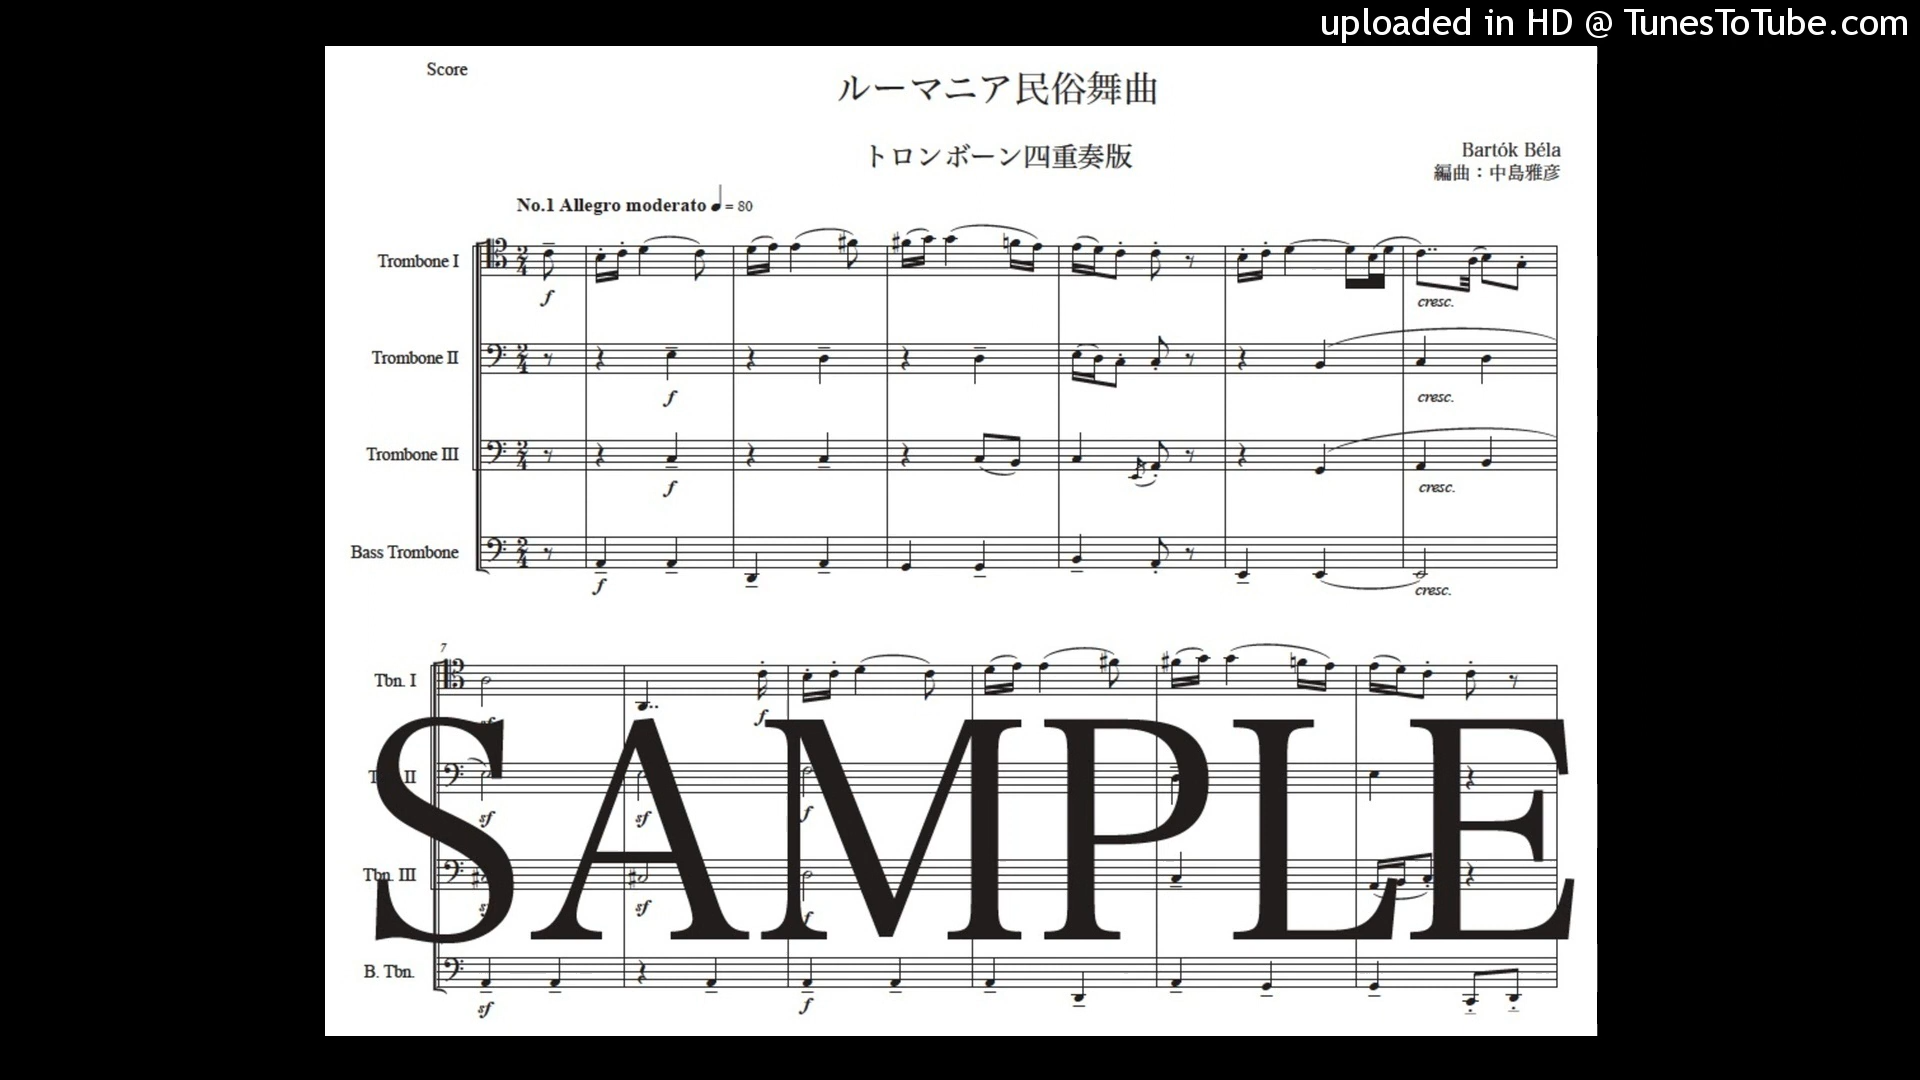 uploaded in HD @ TunesToTube.com
Score
ルーマニア民俗舞曲
トロンボーン四重奏版
Bartók Béla
編曲：中島雅彦
No.1 Allegro moderato ♩ = 80
Trombone I
f
cresc.
Trombone II
f
cresc.
Trombone III
f
cresc.
Bass Trombone
f
cresc.
7
Tbn. I
sf
f
SAMPLE
II
sf
sf
f
Tbn. III
sf
sf
f
B. Tbn.
sf
f